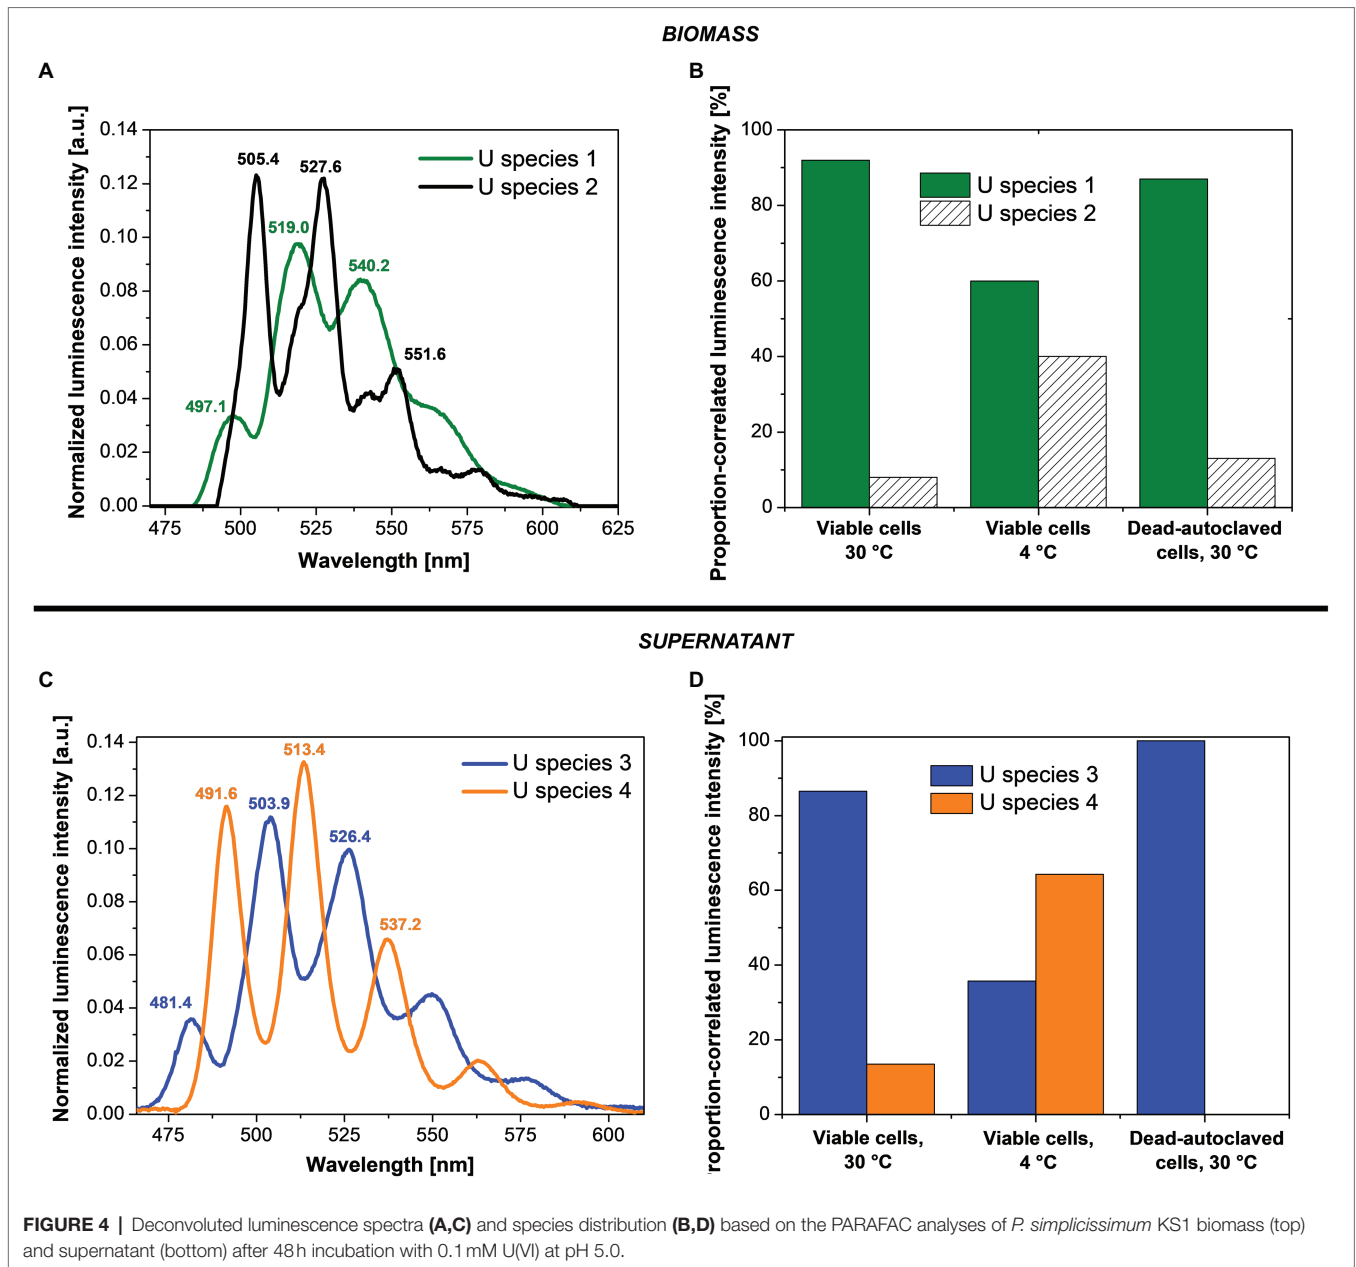 BIOMASS
A
Normalized luminescence intensity [a.u.]
0.14
0.12
0.10
0.08
0.06
0.04
0.02
0.00
505.4
527.6
519.0
540.2
551.6
497.1
U species 1
U species 2
475
500
525
550
575
600
625
Wavelength [nm]
B
Proportion-correlated luminescence intensity [%]
100
80
60
40
20
0
U species 1
U species 2
Viable cells
30 °C
Viable cells
4 °C
Dead-autoclaved
cells, 30 °C
SUPERNATANT
C
Normalized luminescence intensity [a.u.]
0.14
0.12
0.10
0.08
0.06
0.04
0.02
0.00
513.4
491.6
503.9
526.4
537.2
481.4
U species 3
U species 4
475
500
525
550
575
600
Wavelength [nm]
D
roportion-correlated luminescence intensity [%]
100
80
60
40
20
0
U species 3
U species 4
Viable cells,
30 °C
Viable cells,
4 °C
Dead-autoclaved
cells, 30 °C
FIGURE 4 | Deconvoluted luminescence spectra (A,C) and species distribution (B,D) based on the PARAFAC analyses of P. simplicissimum KS1 biomass (top)
and supernatant (bottom) after 48 h incubation with 0.1 mM U(VI) at pH 5.0.